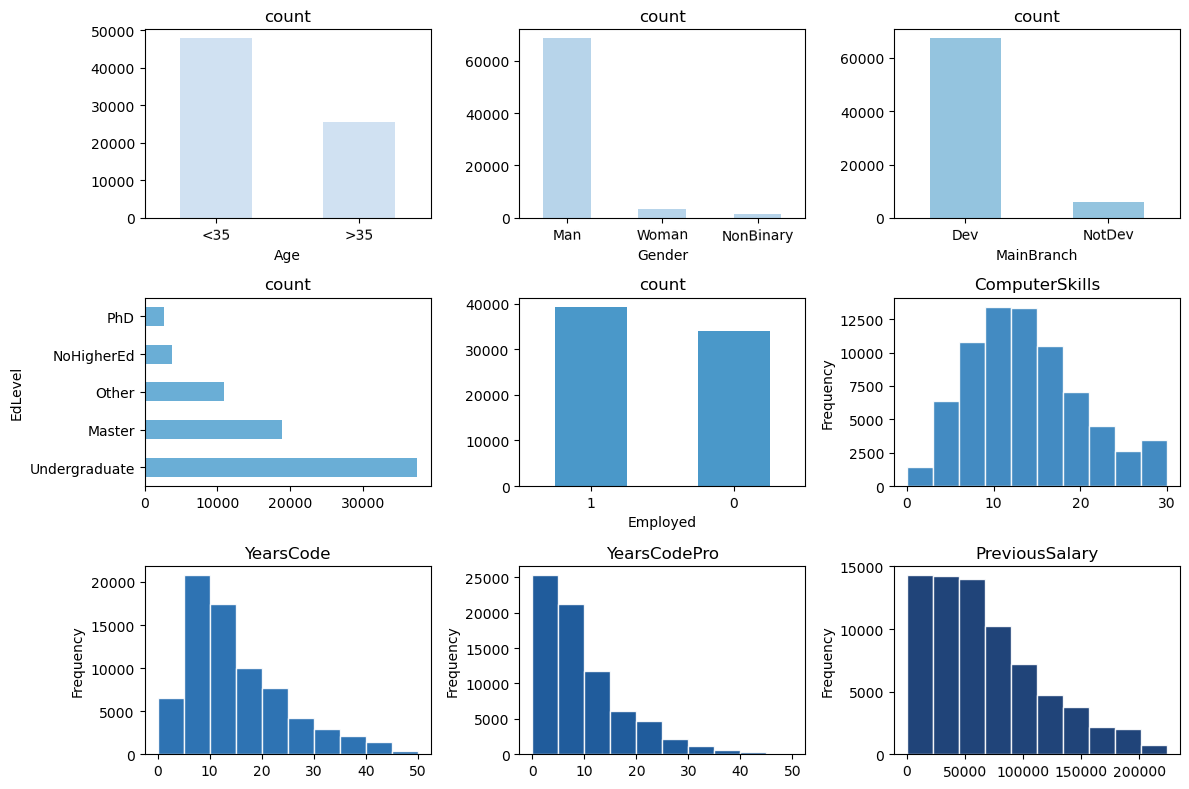 count
50000
40000
30000
20000
10000
0
<35
>35
Age
count
60000
40000
20000
0
Man
Woman
NonBinary
Gender
count
60000
40000
20000
0
Dev
NotDev
MainBranch
count
EdLevel
PhD
NoHigherEd
Other
Master
Undergraduate
0
10000
20000
30000
count
40000
30000
20000
10000
0
1
0
Employed
ComputerSkills
Frequency
12500
10000
7500
5000
2500
0
0
10
20
30
YearsCode
Frequency
20000
15000
10000
5000
0
0
10
20
30
40
50
YearsCodePro
Frequency
25000
20000
15000
10000
5000
0
0
10
20
30
40
50
PreviousSalary
Frequency
15000
10000
5000
0
0
50000
100000
150000
200000